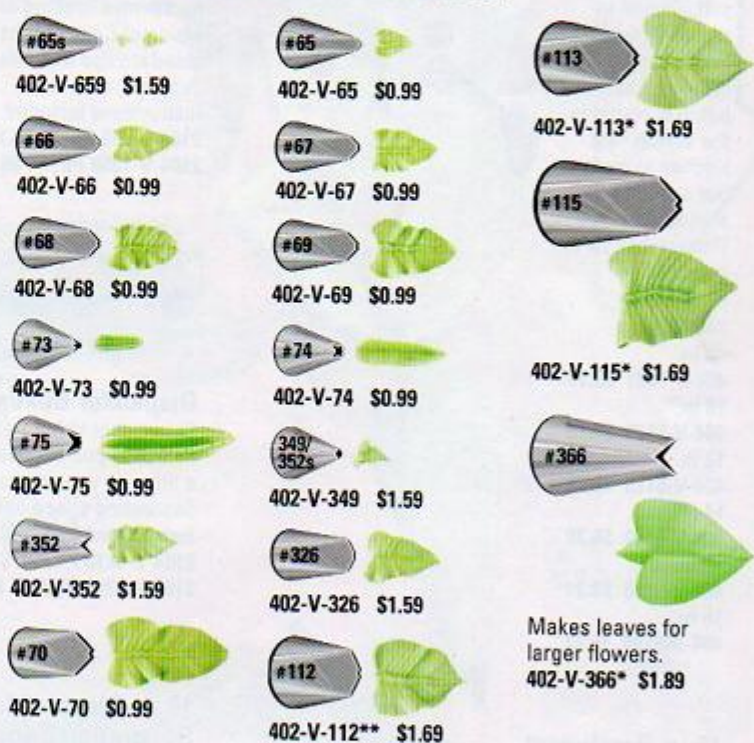 #65s
402-V-659 $1.59
#66
402-V-66 $0.99
#68
402-V-68 $0.99
#73
402-V-73 $0.99
#75
402-V-75 $0.99
#352
402-V-352 $1.59
#70
402-V-70 $0.99
#65
402-V-65 $0.99
#67
402-V-67 $0.99
#69
402-V-69 $0.99
#74
402-V-74 $0.99
349/
352s
402-V-349 $1.59
#326
402-V-326 $1.59
#112
402-V-112** $1.69
#113
402-V-113* $1.69
#115
402-V-115* $1.69
#366
Makes leaves for
larger flowers.
402-V-366* $1.89